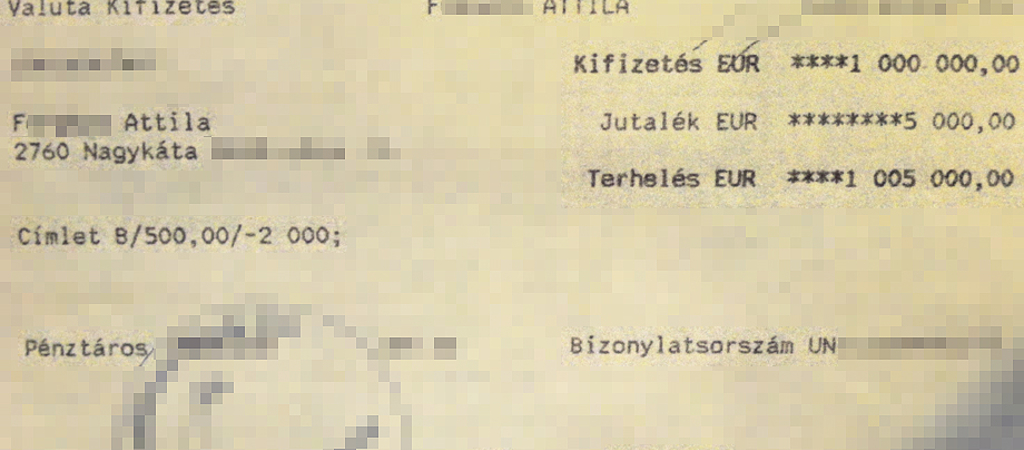 Valuta Kifizetés ATTILA
Kifizetés EUR ****1 000 000,00
Attila
Jutalék EUR ********5 000,00
2760 Nagykáta
Terhelés EUR ****1 005 000,00
Címlet B/500,00/-2 000;
Pénztáros
Bizonylatsorszám UN